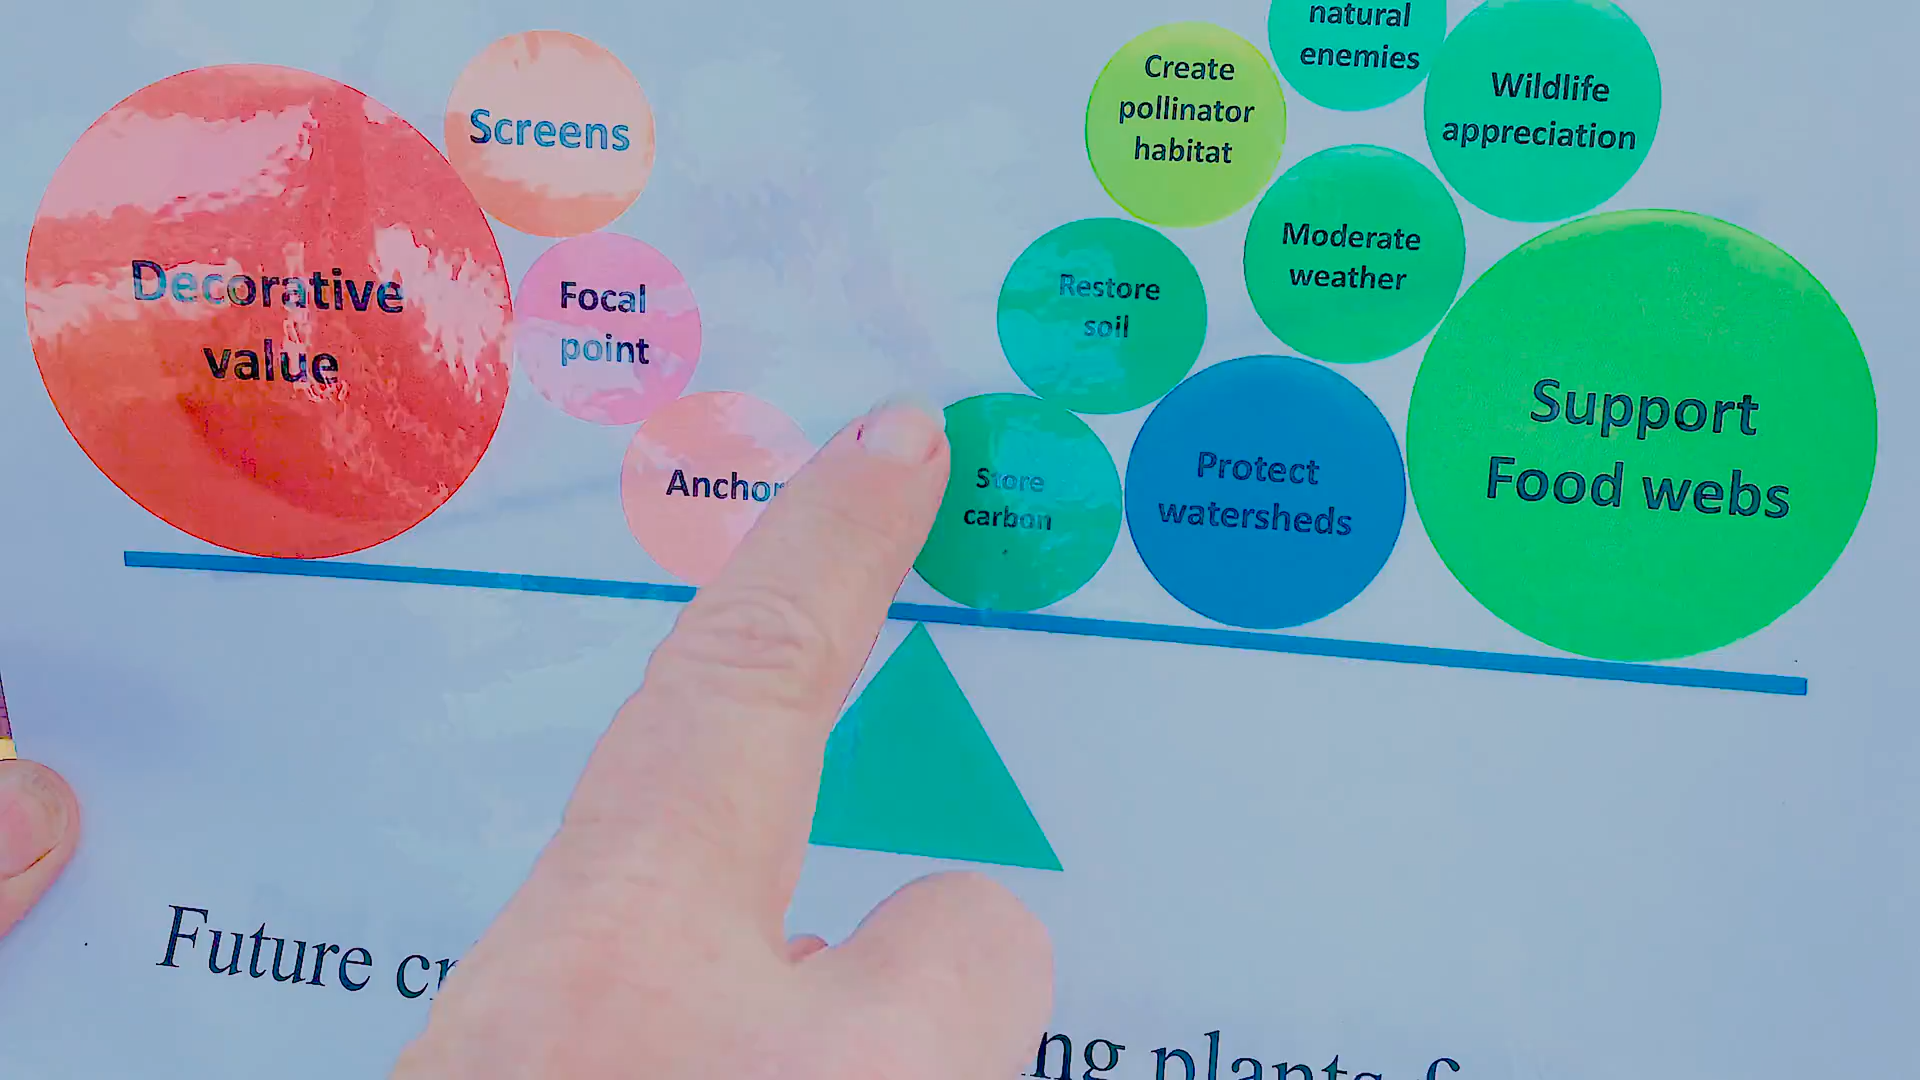 Decorative
value
Screens
Focal
point
Anchor
natural
enemies
Create
pollinator
habitat
Wildlife
appreciation
Moderate
weather
Restore
soil
Store
carbon
Protect
watersheds
Support
Food webs
Future
plants